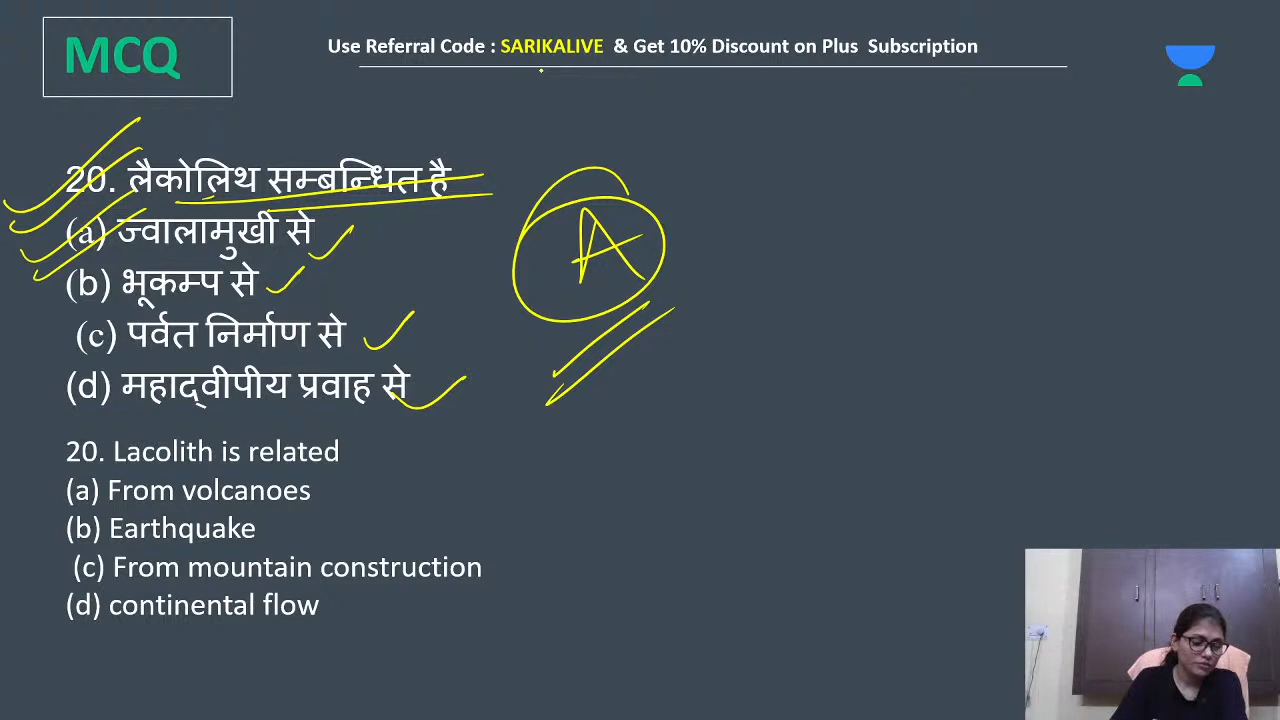 MCQ
Use Referral Code : SARIKALIVE & Get 10% Discount on Plus Subscription
20. लैकोलिथ सम्बन्धित है
(a) ज्वालामुखी से
(b) भूकम्प से
(c) पर्वत निर्माण से
(d) महाद्वीपीय प्रवाह से
A
20. Lacolith is related
(a) From volcanoes
(b) Earthquake
(c) From mountain construction
(d) continental flow